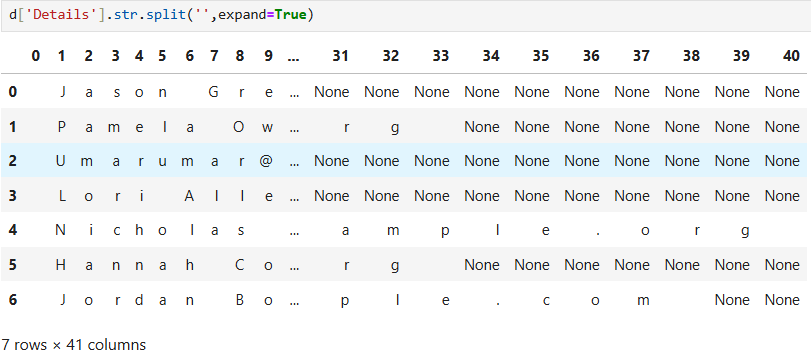 d['Details'].str.split('',expand=True)
0 1 2 3 4 5 6 7 8 9 ... 31 32 33 34 35 36 37 38 39 40
0 J a s o n G r e ... None None None None None None None None None None
1 P a m e l a O w ... r g None None None None None None None
2 U m a r u m a r @ ... None None None None None None None None None None
3 L o r i A l l e ... None None None None None None None None None None
4 N i c h o l a s ... a m p l e . o r g
5 H a n n a h C o ... r g None None None None None None None
6 J o r d a n B o ... p l e . c o m None None
7 rows × 41 columns